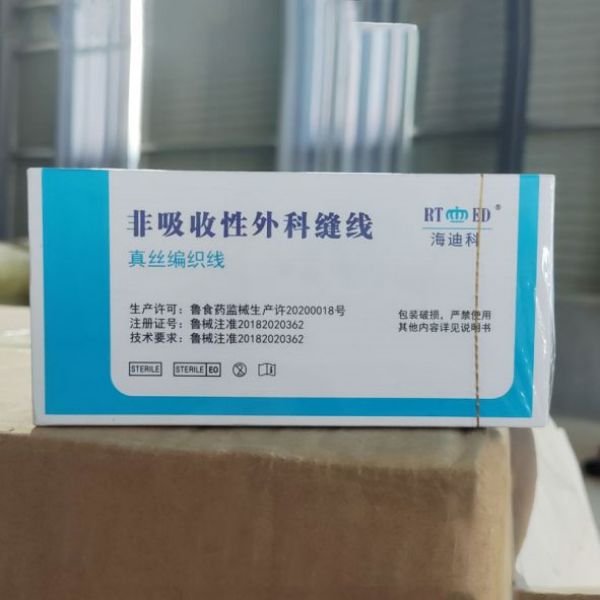 非吸收性外科缝线
真丝编织线
RT ED®
海迪科
生产许可：鲁食药监械生产许20200018号
注册证号：鲁械注准20182020362
技术要求：鲁械注准20182020362
包装破损，严禁使用
其他内容详见说明书
STERILE
STERILE EO